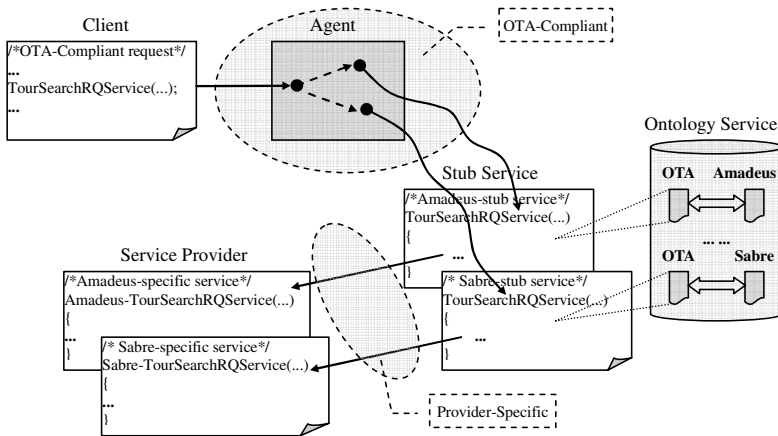 Client
/*OTA-Compliant request*/
...
TourSearchRQService(...);
...
Agent
OTA-Compliant
Stub Service
/*Amadeus-stub service*/
TourSearchRQService(...)
{
...
}
/* Sabre-stub service*/
TourSearchRQService(...)
{
...
}
Ontology Service
OTA Amadeus
... ...
OTA Sabre
Service Provider
/*Amadeus-specific service*/
Amadeus-TourSearchRQService(...)
{
...
}
/* Sabre-specific service*/
Sabre-TourSearchRQService(...)
{
...
}
Provider-Specific